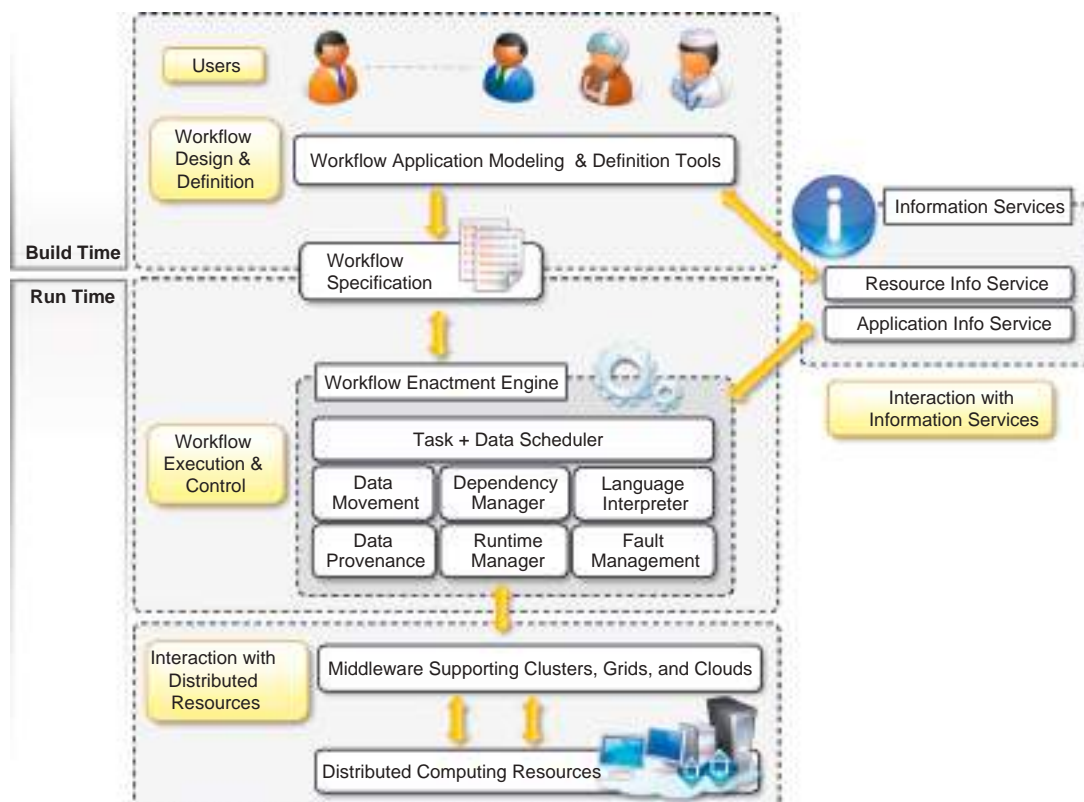 Users
Workflow
Design &
Definition
Workflow Application Modeling & Definition Tools
Build Time
Workflow
Specification
Information Services
Resource Info Service
Application Info Service
Interaction with
Information Services
Run Time
Workflow Enactment Engine
Workflow
Execution &
Control
Task + Data Scheduler
Data
Movement
Dependency
Manager
Language
Interpreter
Data
Provenance
Runtime
Manager
Fault
Management
Interaction with
Distributed
Resources
Middleware Supporting Clusters, Grids, and Clouds
Distributed Computing Resources